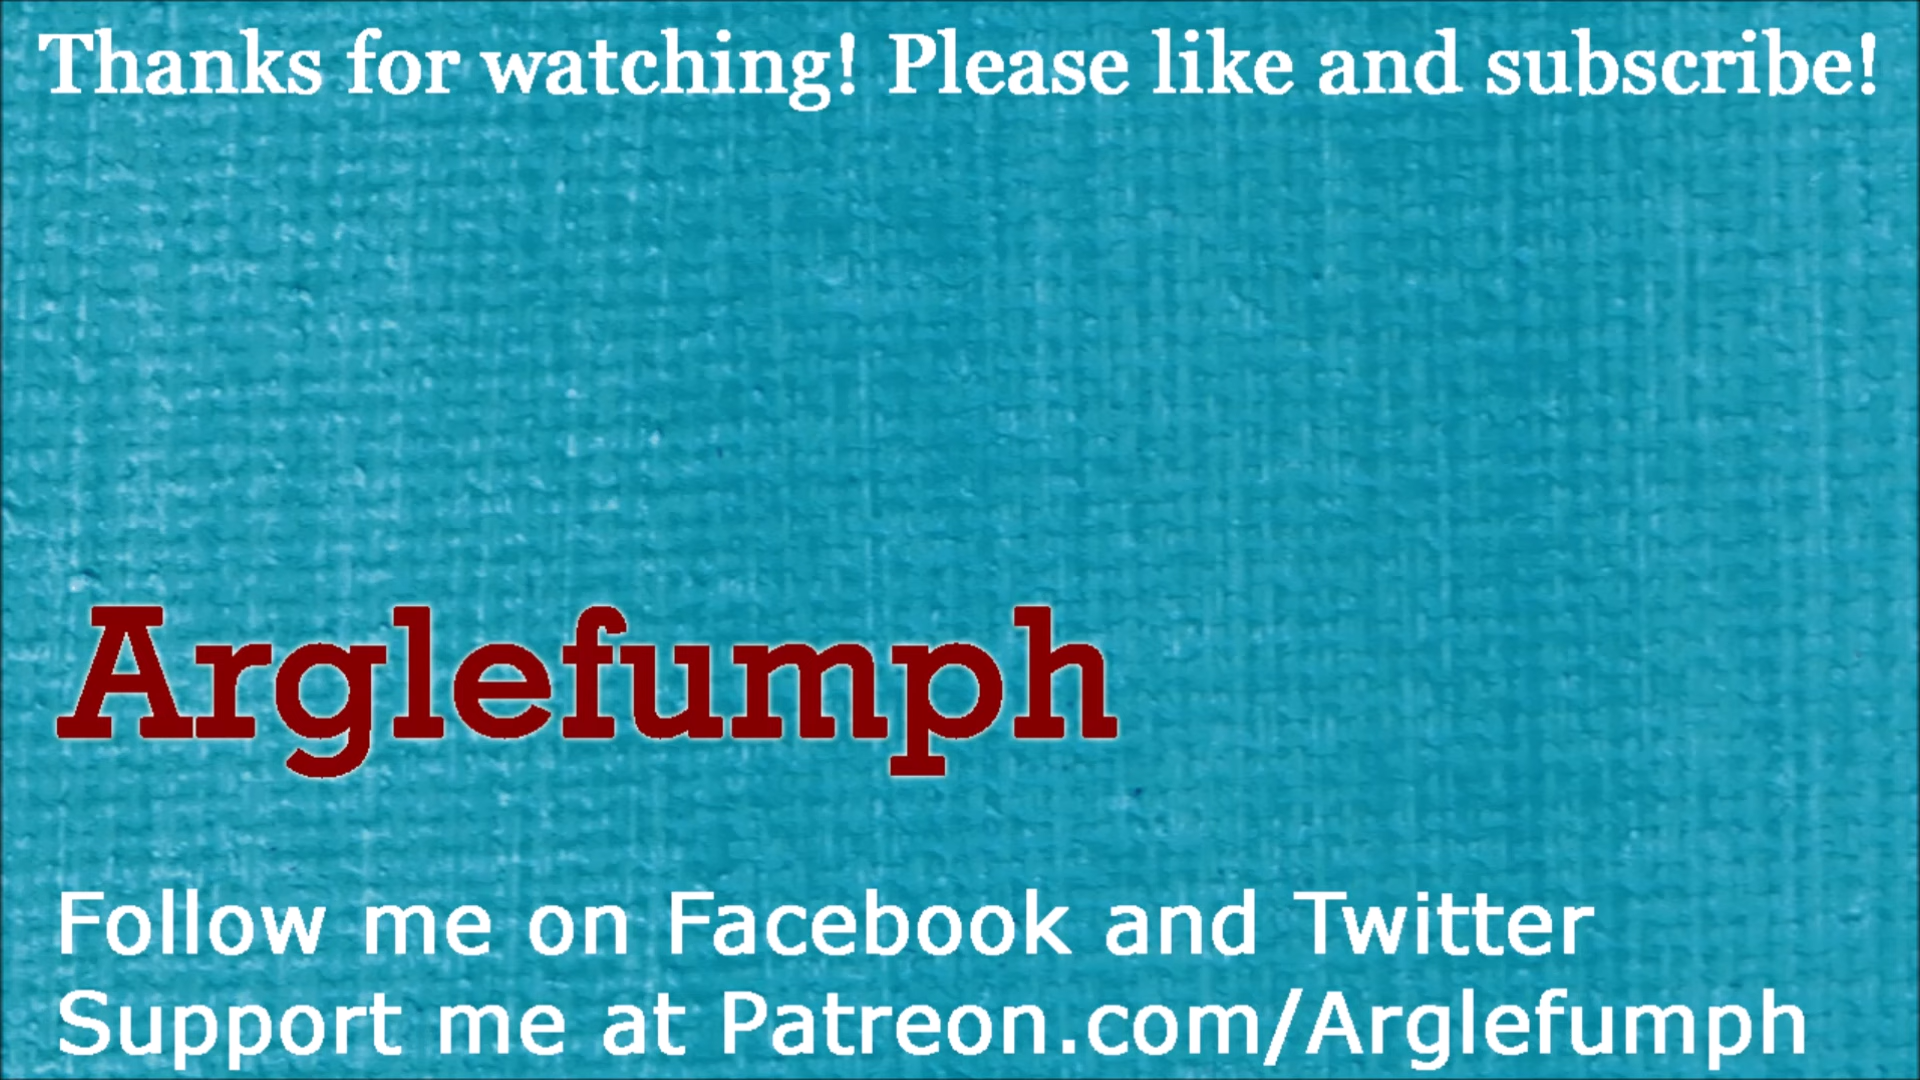 Thanks for watching! Please like and subscribe!
Arglefumph
Follow me on Facebook and Twitter
Support me at Patreon.com/Arglefumph